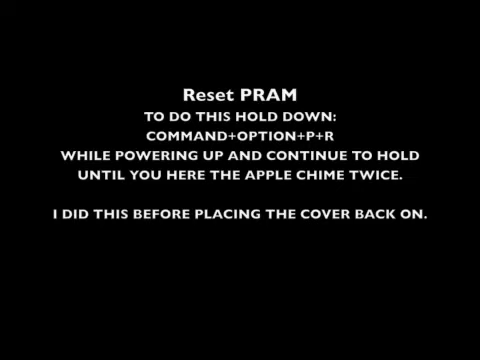 Reset PRAM
TO DO THIS HOLD DOWN:
COMMAND+OPTION+P+R
WHILE POWERING UP AND CONTINUE TO HOLD
UNTIL YOU HERE THE APPLE CHIME TWICE.
I DID THIS BEFORE PLACING THE COVER BACK ON.